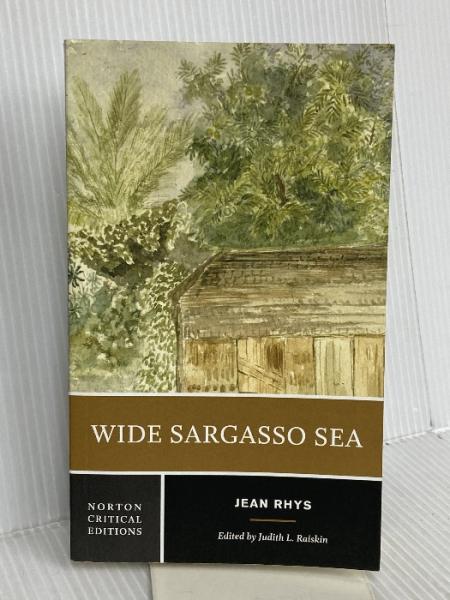 WIDE SARGASSO SEA
NORTON
CRITICAL
EDITIONS
JEAN RHYS
Edited by Judith L. Raiskin